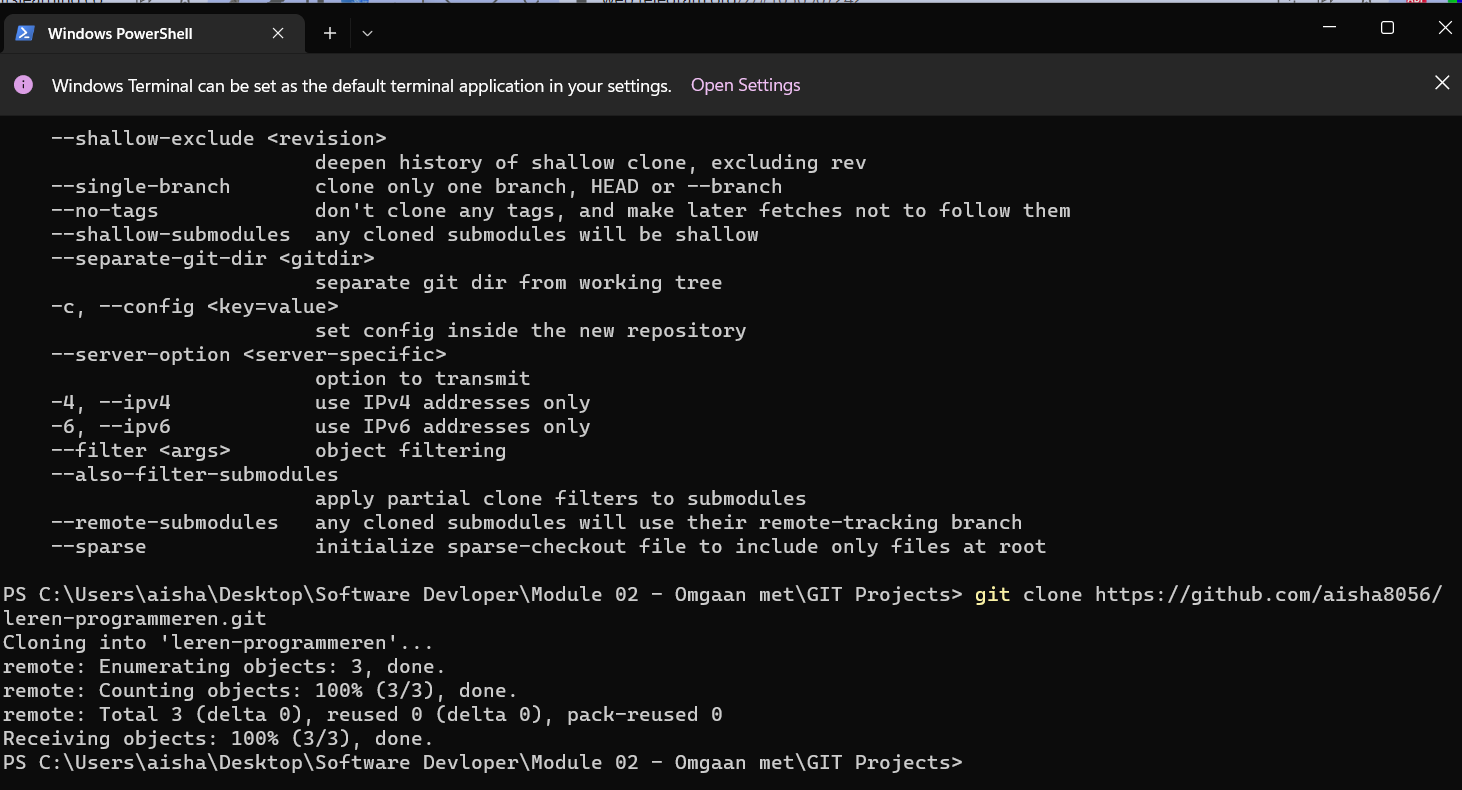 Windows PowerShell
Windows Terminal can be set as the default terminal application in your settings. Open Settings
--shallow-exclude <revision>
deepen history of shallow clone, excluding rev
--single-branch clone only one branch, HEAD or --branch
--no-tags don't clone any tags, and make later fetches not to follow them
--shallow-submodules any cloned submodules will be shallow
--separate-git-dir <gitdir>
separate git dir from working tree
-c, --config <key=value>
set config inside the new repository
--server-option <server-specific>
option to transmit
-4, --ipv4 use IPv4 addresses only
-6, --ipv6 use IPv6 addresses only
--filter <args> object filtering
--also-filter-submodules
apply partial clone filters to submodules
--remote-submodules any cloned submodules will use their remote-tracking branch
--sparse initialize sparse-checkout file to include only files at root
PS C:\Users\aisha\Desktop\Software Devloper\Module 02 - Omgaan met\GIT Projects> git clone https://github.com/aisha8056/
leren-programmeren.git
Cloning into 'leren-programmeren'...
remote: Enumerating objects: 3, done.
remote: Counting objects: 100% (3/3), done.
remote: Total 3 (delta 0), reused 0 (delta 0), pack-reused 0
Receiving objects: 100% (3/3), done.
PS C:\Users\aisha\Desktop\Software Devloper\Module 02 - Omgaan met\GIT Projects>